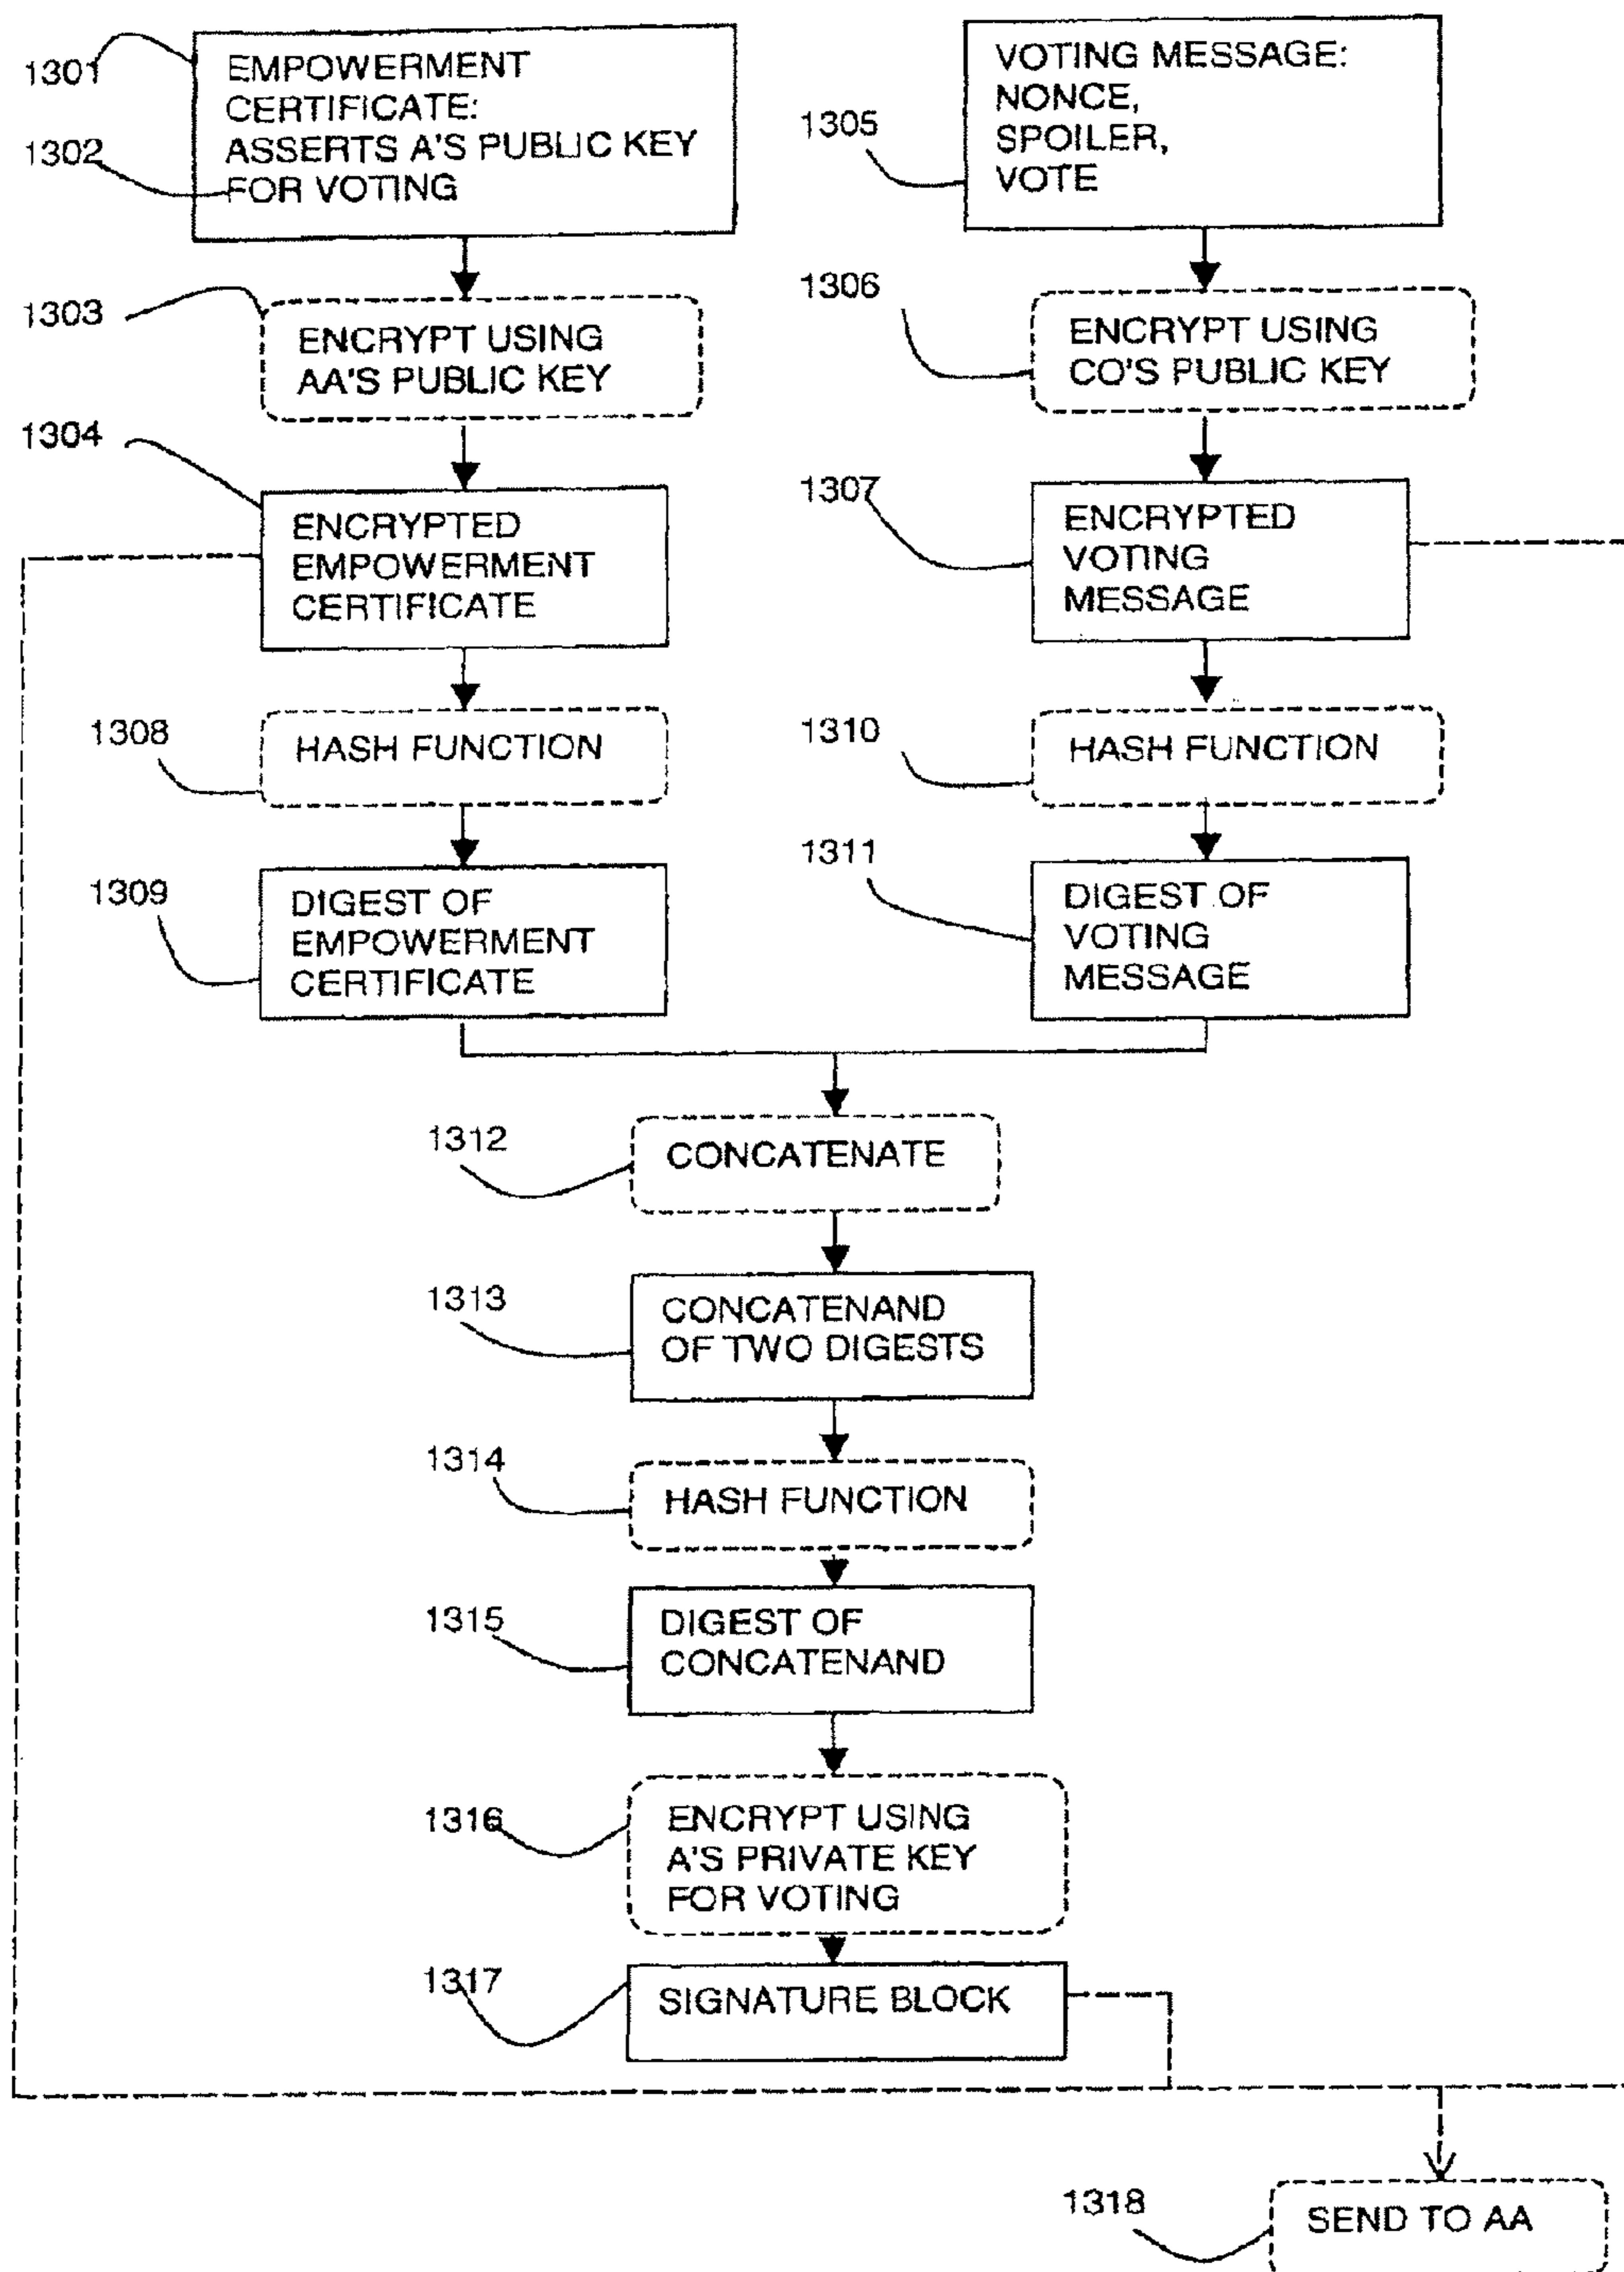 1301
EMPOWERMENT
CERTIFICATE:
ASSERTS A'S PUBLIC KEY
FOR VOTING
1302
VOTING MESSAGE:
NONCE,
SPOILER,
VOTE
1305
1303
ENCRYPT USING
AA'S PUBLIC KEY
1306
ENCRYPT USING
CO'S PUBLIC KEY
1304
ENCRYPTED
EMPOWERMENT
CERTIFICATE
1307
ENCRYPTED
VOTING
MESSAGE
1308
HASH FUNCTION
1310
HASH FUNCTION
1309
DIGEST OF
EMPOWERMENT
CERTIFICATE
1311
DIGEST OF
VOTING
MESSAGE
1312
CONCATENATE
1313
CONCATENAND
OF TWO DIGESTS
1314
HASH FUNCTION
1315
DIGEST OF
CONCATENAND
1316
ENCRYPT USING
A'S PRIVATE KEY
FOR VOTING
1317
SIGNATURE BLOCK
1318
SEND TO AA